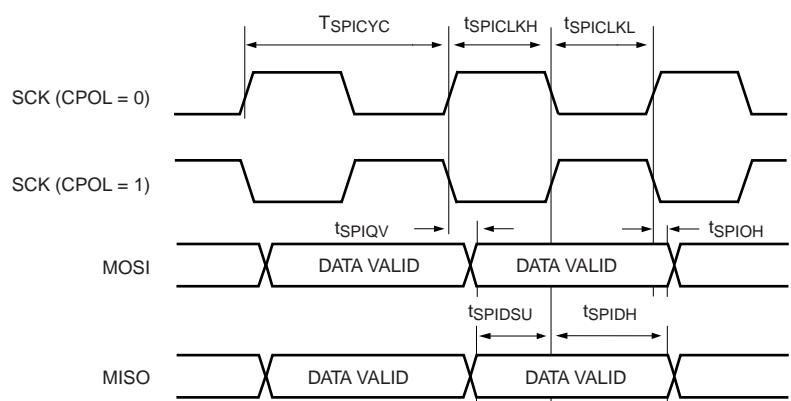 TSPICYC tSPICLKH tSPICLKL
SCK (CPOL = 0)
SCK (CPOL = 1)
tSPIQV tSPIOH
MOSI DATA VALID DATA VALID
tSPIDSU tSPIDH
MISO DATA VALID DATA VALID